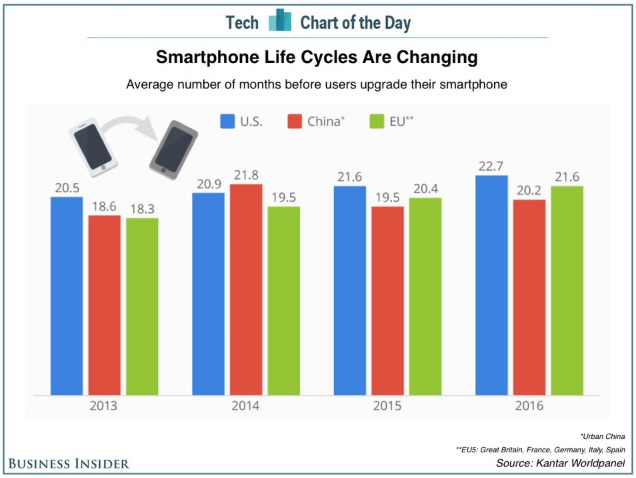 Tech Chart of the Day
Smartphone Life Cycles Are Changing
Average number of months before users upgrade their smartphone
U.S. China* EU**
20.5 18.6 18.3
20.9 21.8 19.5
21.6 19.5 20.4
22.7 20.2 21.6
2013 2014 2015 2016
*Urban China
**EU5: Great Britain, France, Germany, Italy, Spain
BUSINESS INSIDER
Source: Kantar Worldpanel